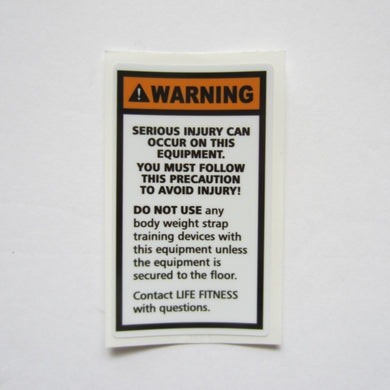 WARNING
SERIOUS INJURY CAN
OCCUR ON THIS
EQUIPMENT.
YOU MUST FOLLOW
THIS PRECAUTION
TO AVOID INJURY!
DO NOT USE any
body weight strap
training devices with
this equipment unless
the equipment is
secured to the floor.
Contact LIFE FITNESS
with questions.